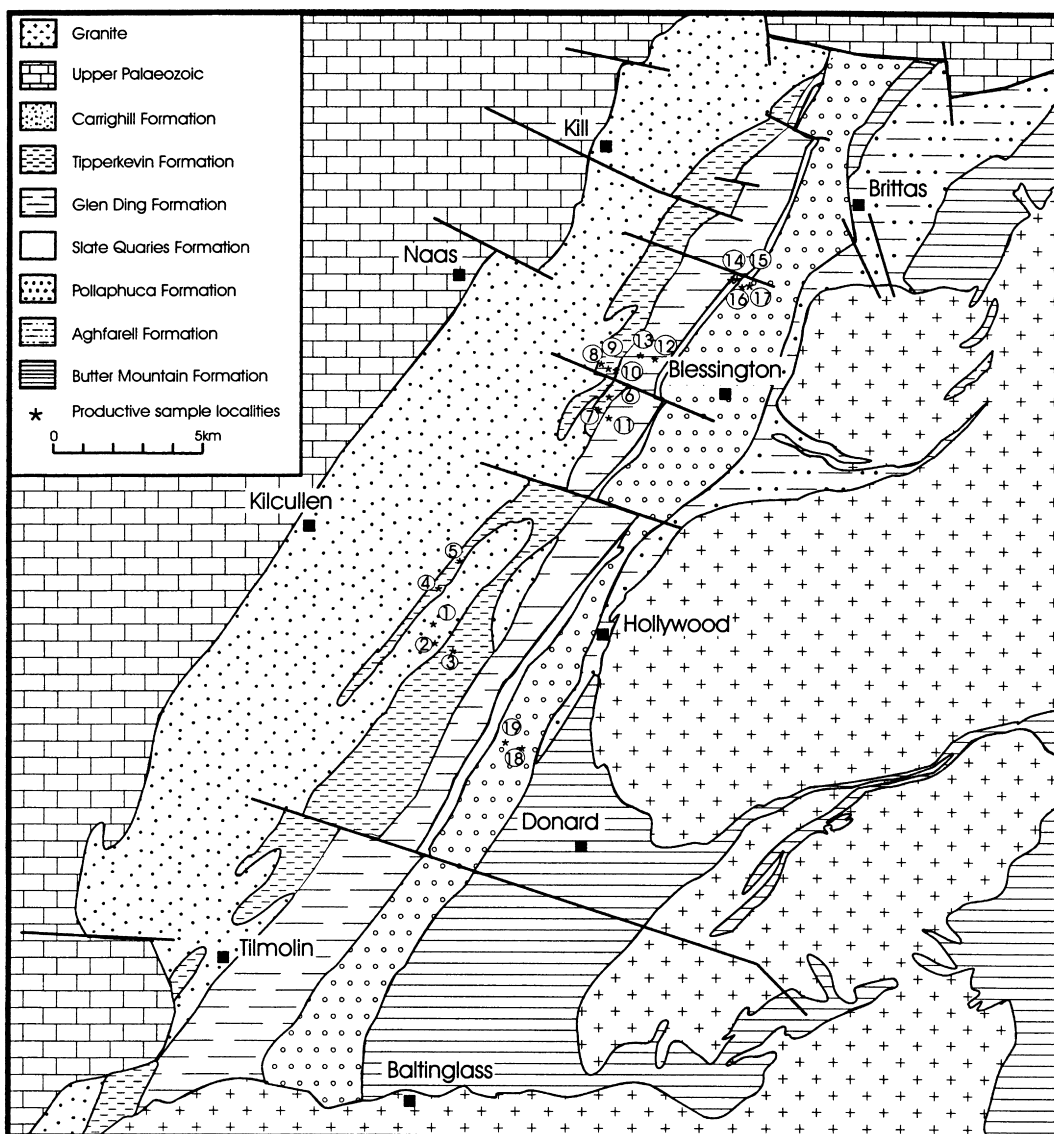 Granite
Upper Palaeozoic
Carrighill Formation
Tipperkevin Formation
Glen Ding Formation
Slate Quaries Formation
Pollaphuca Formation
Aghfarell Formation
Butter Mountain Formation
Productive sample localities
0 5km
Kill
Brittas
Naas
14 15
16 17
13 12
8 9
10
Blessington
6
7 11
Kilcullen
5
4
1
2
3
Hollywood
19
18
Donard
Tilmolin
Baltinglass